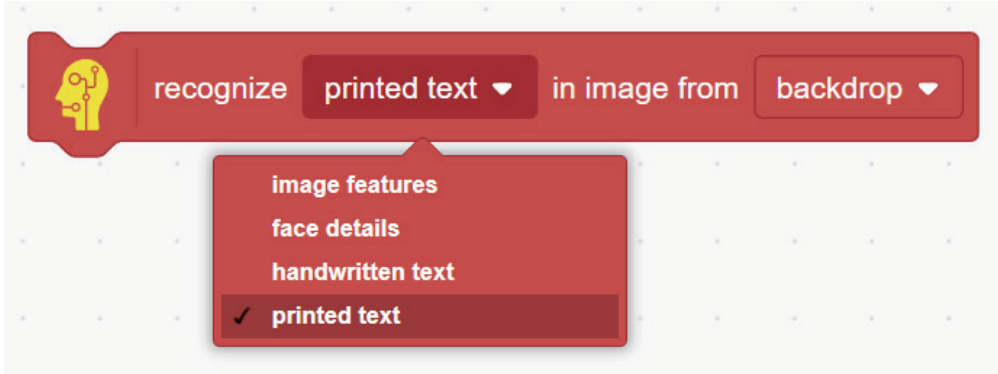 recognize printed text in image from backdrop
image features
face details
handwritten text
printed text